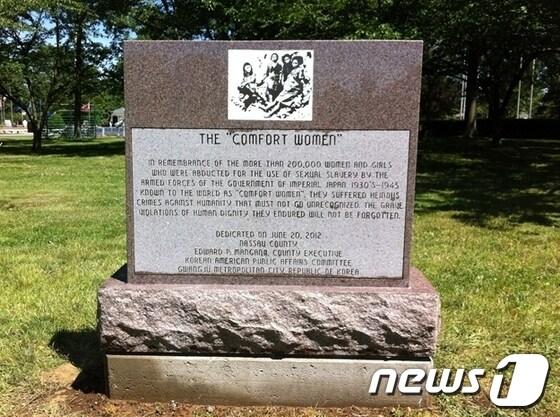 THE "COMFORT WOMEN"
IN REMEMBRANCE OF THE MORE THAN 200,000 WOMEN AND GIRLS
WHO WERE ABDUCTED FOR THE USE OF SEXUAL SLAVERY BY THE
ARMED FORCES OF THE GOVERNMENT OF IMPERIAL JAPAN 1930'S-1945
KNOWN TO THE WORLD AS "COMFORT WOMEN", THEY SUFFERED HEINOUS
CRIMES AGAINST HUMANITY THAT MUST NOT GO UNRECOGNIZED. THE GRAVE
VIOLATIONS OF HUMAN DIGNITY THEY ENDURED WILL NOT BE FORGOTTEN.
DEDICATED ON JUNE 20, 2012
NASSAU COUNTY
EDWARD P. MANGANO, COUNTY EXECUTIVE
KOREAN AMERICAN PUBLIC AFFAIRS COMMITTEE
GWANGJU METROPOLITAN CITY, REPUBLIC OF KOREA
news1